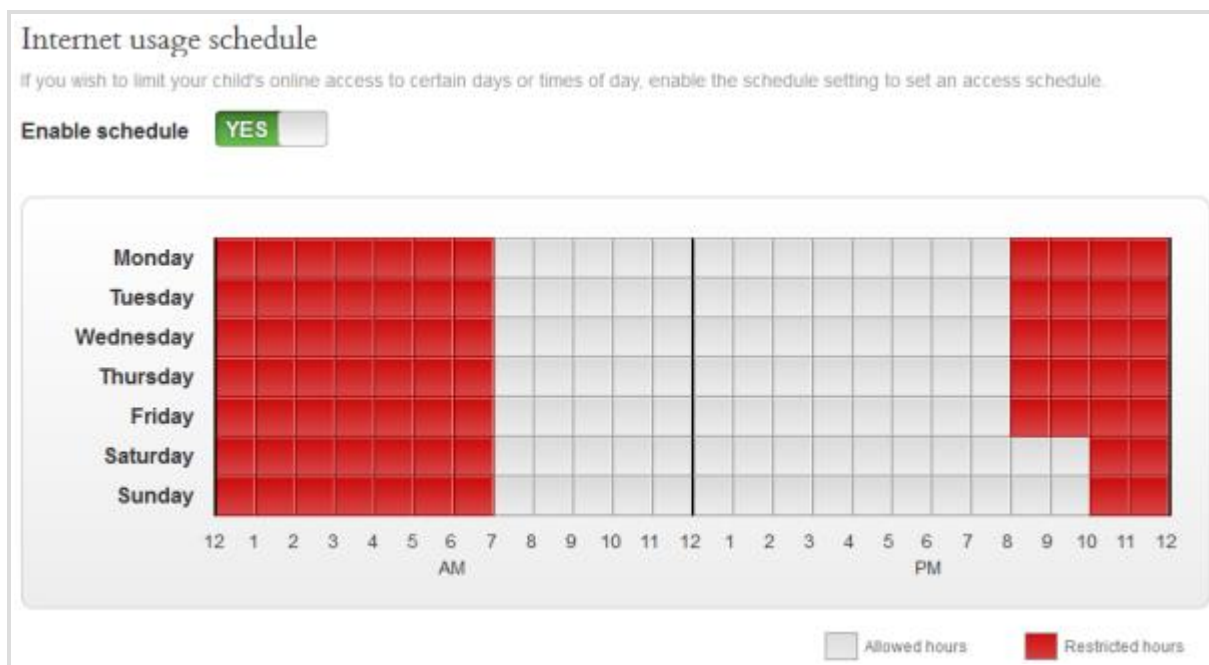 Internet usage schedule
If you wish to limit your child's online access to certain days or times of day, enable the schedule setting to set an access schedule.
Enable schedule YES
Monday
Tuesday
Wednesday
Thursday
Friday
Saturday
Sunday
12 1 2 3 4 5 6 7 8 9 10 11 12 1 2 3 4 5 6 7 8 9 10 11 12
AM PM
Allowed hours Restricted hours